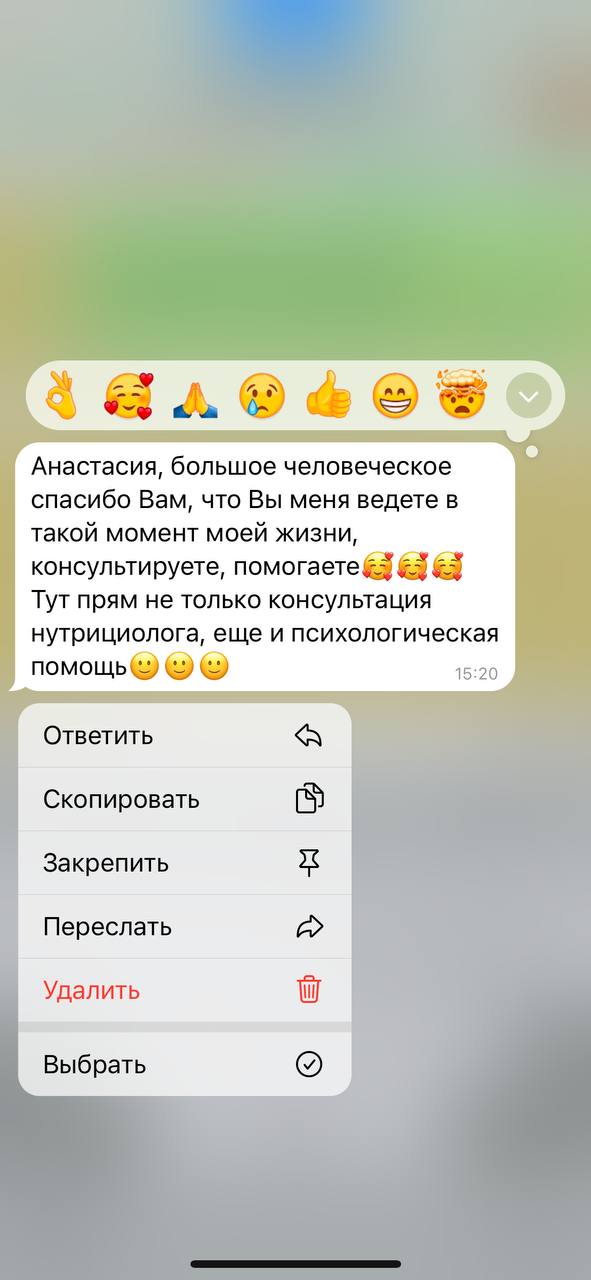 Анастасия, большое человеческое
спасибо Вам, что Вы меня ведете в
такой момент моей жизни,
консультируете, помогаете🥰🥰🥰
Тут прям не только консультация
нутрициолога, еще и психологическая
помощь🙂🙂🙂
15:20
Ответить
Скопировать
Закрепить
Переслать
Удалить
Выбрать